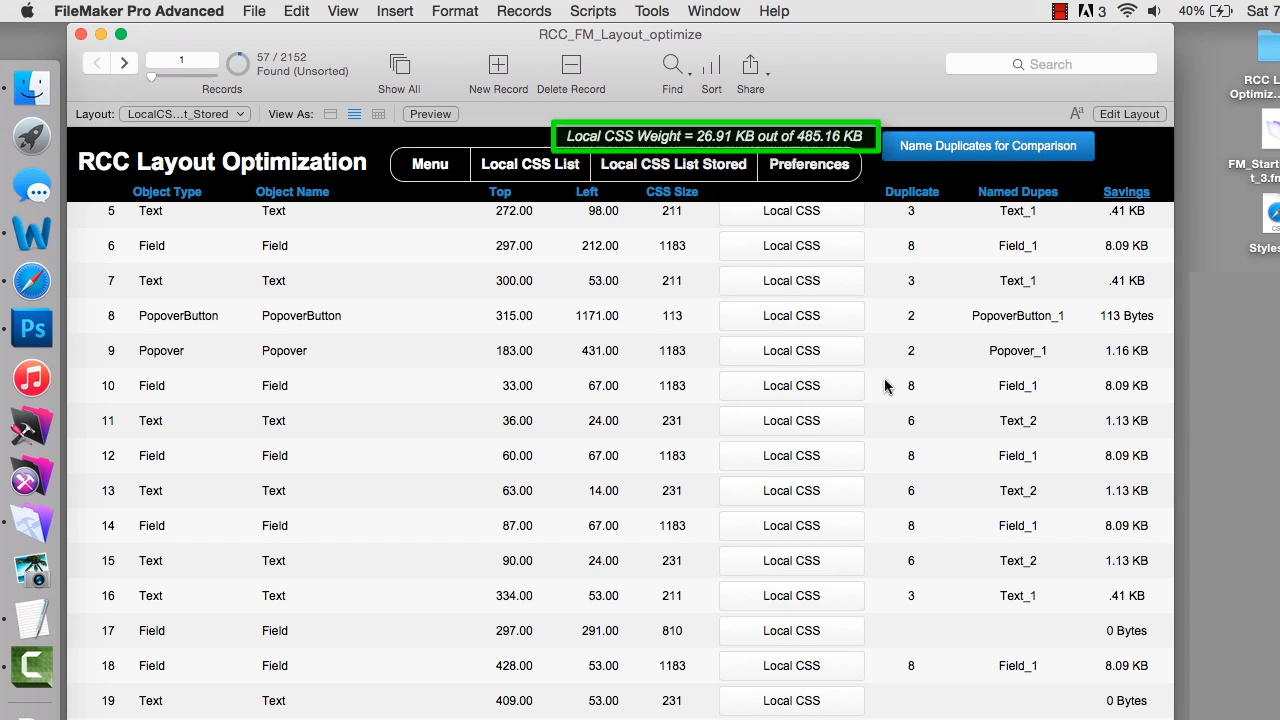 FileMaker Pro Advanced File Edit View Insert Format Records Scripts Tools Window Help 3 40% Sat 7
RCC_FM_Layout_optimize
1 57 / 2152
Found (Unsorted)
Records Show All New Record Delete Record Find Sort Share Search
Layout: LocalCS...t_Stored View As: Preview Aa Edit Layout
Local CSS Weight = 26.91 KB out of 485.16 KB
Name Duplicates for Comparison
RCC Layout Optimization Menu Local CSS List Local CSS List Stored Preferences
Object Type Object Name Top Left CSS Size Duplicate Named Dupes Savings
5 Text Text 272.00 98.00 211 Local CSS 3 Text_1 .41 KB
6 Field Field 297.00 212.00 1183 Local CSS 8 Field_1 8.09 KB
7 Text Text 300.00 53.00 211 Local CSS 3 Text_1 .41 KB
8 PopoverButton PopoverButton 315.00 1171.00 113 Local CSS 2 PopoverButton_1 113 Bytes
9 Popover Popover 183.00 431.00 1183 Local CSS 2 Popover_1 1.16 KB
10 Field Field 33.00 67.00 1183 Local CSS 8 Field_1 8.09 KB
11 Text Text 36.00 24.00 231 Local CSS 6 Text_2 1.13 KB
12 Field Field 60.00 67.00 1183 Local CSS 8 Field_1 8.09 KB
13 Text Text 63.00 14.00 231 Local CSS 6 Text_2 1.13 KB
14 Field Field 87.00 67.00 1183 Local CSS 8 Field_1 8.09 KB
15 Text Text 90.00 24.00 231 Local CSS 6 Text_2 1.13 KB
16 Text Text 334.00 53.00 211 Local CSS 3 Text_1 .41 KB
17 Field Field 297.00 291.00 810 Local CSS 0 Bytes
18 Field Field 428.00 53.00 1183 Local CSS 8 Field_1 8.09 KB
19 Text Text 409.00 53.00 231 Local CSS 0 Bytes
RCC L
Optimiz...
FM_Start
t_3.fm
Styles
W
Ps
C